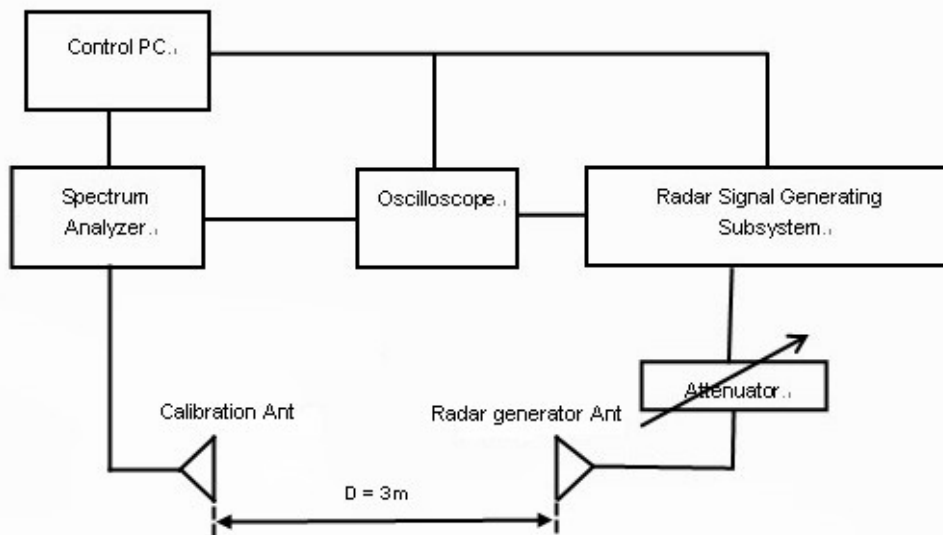 Control PC.
Spectrum
Analyzer.
Oscilloscope.
Radar Signal Generating
Subsystem.
Attenuator.
Calibration Ant
Radar generator Ant
D = 3m